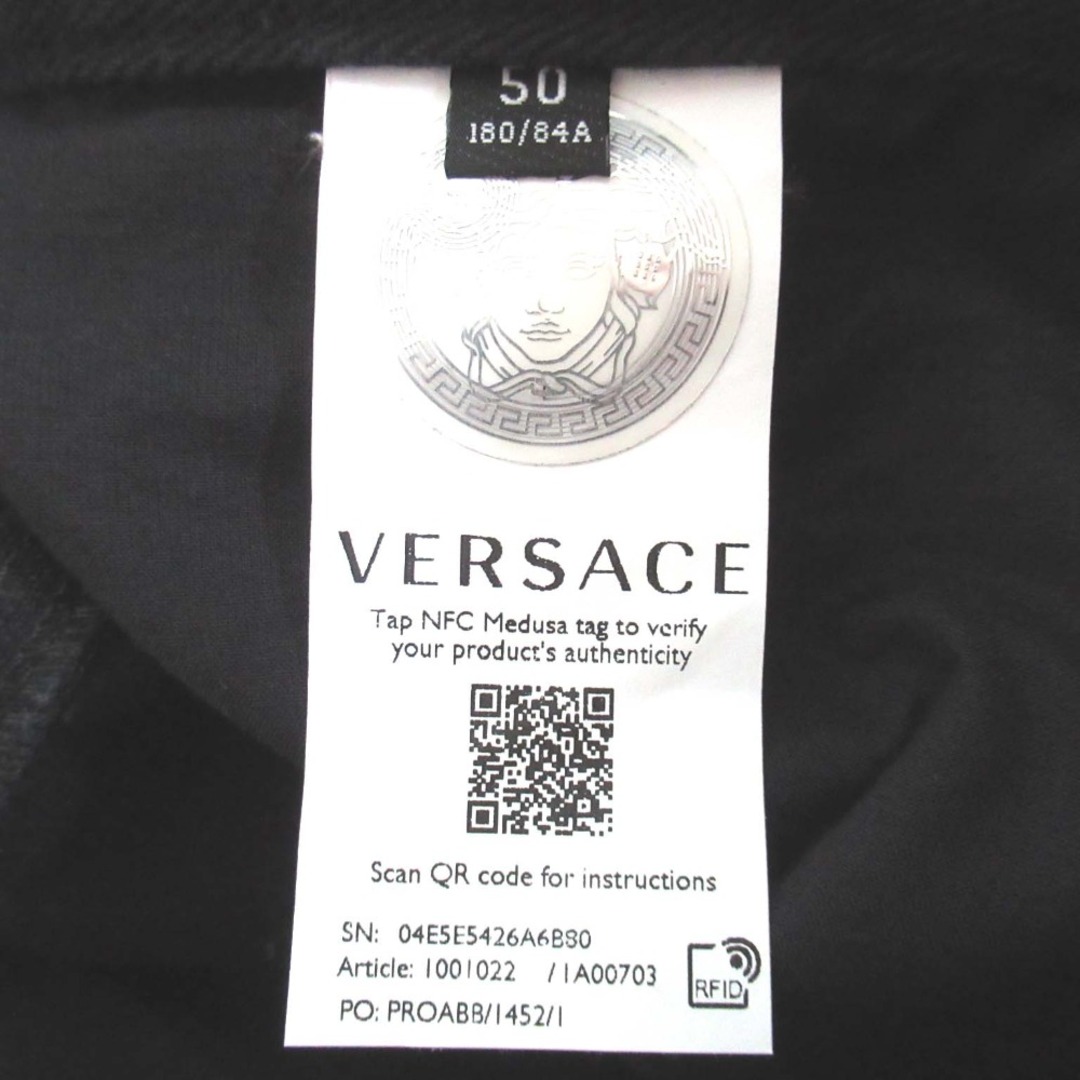 50
180/84A
VERSACE
Tap NFC Medusa tag to verify
your product's authenticity
Scan QR code for instructions
SN: 04E5E5426A6B80
Article: 1001022 /1A00703
PO: PROABB/1452/1
RFID